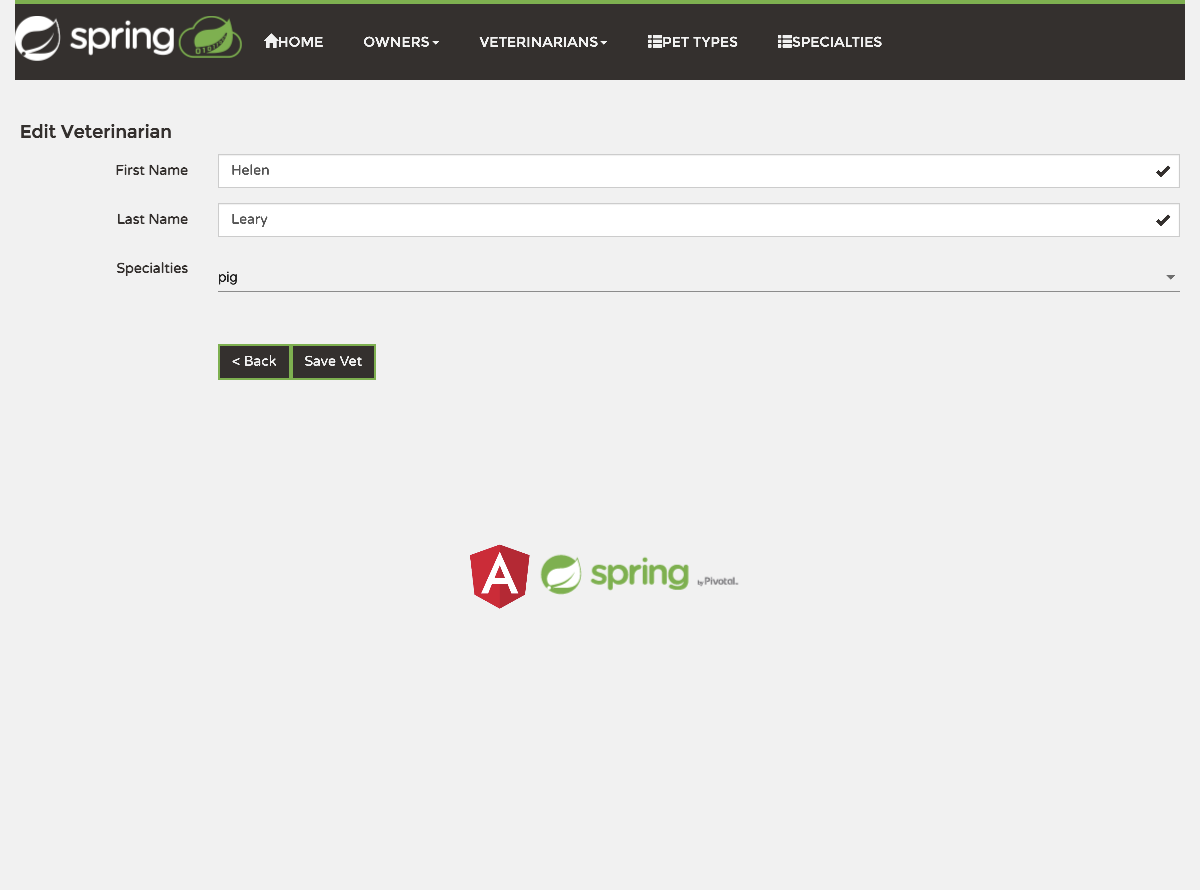 spring HOME OWNERS VETERINARIANS PET TYPES SPECIALTIES
Edit Veterinarian
First Name Helen
Last Name Leary
Specialties pig
< Back Save Vet
A spring by Pivotal.